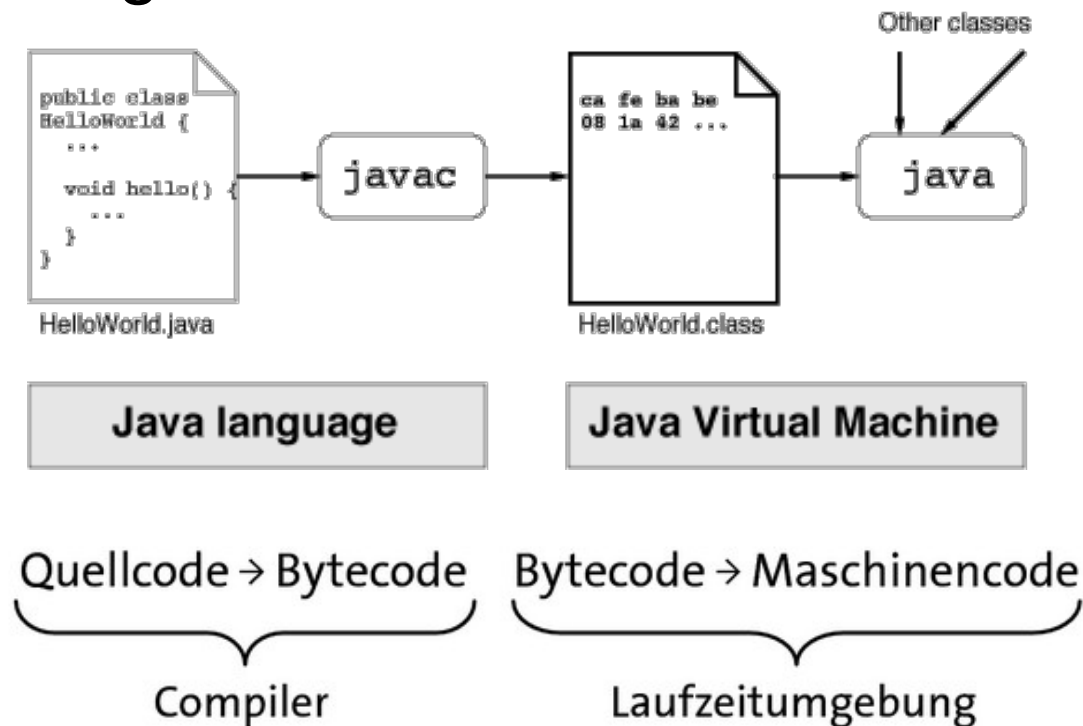 Other classes
public class
HelloWorld {
...
void hello() {
...
}
}
javac
ca fe ba be
08 1a 42 ...
java
HelloWorld.java
HelloWorld.class
Java language
Java Virtual Machine
Quellcode → Bytecode
Bytecode → Maschinencode
Compiler
Laufzeitumgebung